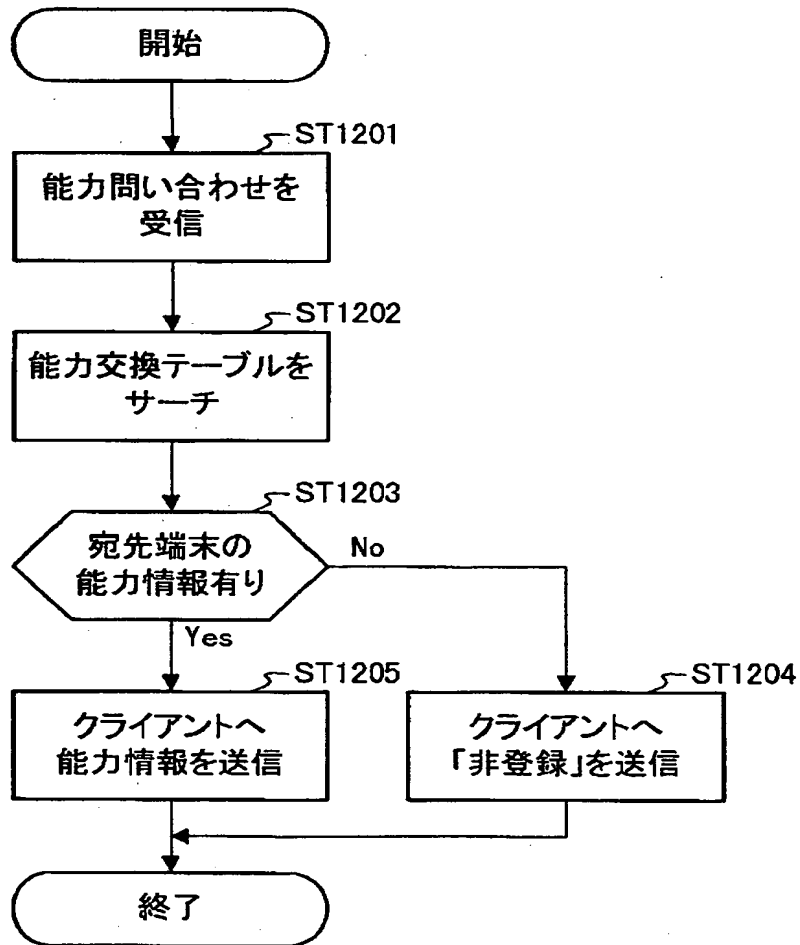 開始
ST1201
能力問い合わせを
受信
ST1202
能力交換テーブルを
サーチ
ST1203
宛先端末の
能力情報有り
No
Yes
ST1205
クライアントへ
能力情報を送信
ST1204
クライアントへ
「非登録」を送信
終了